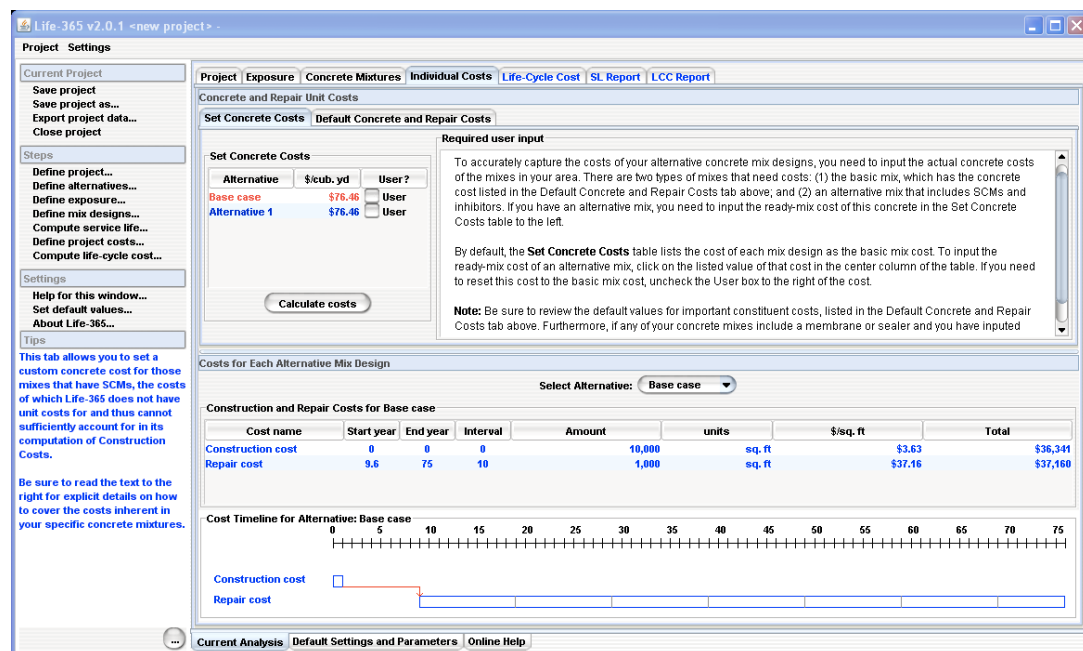 Life-365 v2.0.1 <new project> -
Project Settings
Current Project
Save project
Save project as...
Export project data...
Close project
Steps
Define project...
Define alternatives...
Define exposure...
Define mix designs...
Compute service life...
Define project costs...
Compute life-cycle cost...
Settings
Help for this window...
Set default values...
About Life-365...
Tips
This tab allows you to set a
custom concrete cost for those
mixes that have SCMs, the costs
of which Life-365 does not have
unit costs for and thus cannot
sufficiently account for in its
computation of Construction
Costs.
Be sure to read the text to the
right for explicit details on how
to cover the costs inherent in
your specific concrete mixtures.
...
Project Exposure Concrete Mixtures Individual Costs Life-Cycle Cost SL Report LCC Report
Concrete and Repair Unit Costs
Set Concrete Costs Default Concrete and Repair Costs
Set Concrete Costs
Alternative $/cub. yd User?
Base case $76.46 User
Alternative 1 $76.46 User
Calculate costs
Required user input
To accurately capture the costs of your alternative concrete mix designs, you need to input the actual concrete costs
of the mixes in your area. There are two types of mixes that need costs: (1) the basic mix, which has the concrete
cost listed in the Default Concrete and Repair Costs tab above; and (2) an alternative mix that includes SCMs and
inhibitors. If you have an alternative mix, you need to input the ready-mix cost of this concrete in the Set Concrete
Costs table to the left.
By default, the Set Concrete Costs table lists the cost of each mix design as the basic mix cost. To input the
ready-mix cost of an alternative mix, click on the listed value of that cost in the center column of the table. If you need
to reset this cost to the basic mix cost, uncheck the User box to the right of the cost.
Note: Be sure to review the default values for important constituent costs, listed in the Default Concrete and Repair
Costs tab above. Furthermore, if any of your concrete mixes include a membrane or sealer and you have inputed
Costs for Each Alternative Mix Design
Select Alternative: Base case
Construction and Repair Costs for Base case
Cost name Start year End year Interval Amount units $/sq. ft Total
Construction cost 0 0 0 10,000 sq. ft $3.63 $36,341
Repair cost 9.6 75 10 1,000 sq. ft $37.16 $37,160
Cost Timeline for Alternative: Base case
0 5 10 15 20 25 30 35 40 45 50 55 60 65 70 75
Construction cost
Repair cost
Current Analysis Default Settings and Parameters Online Help